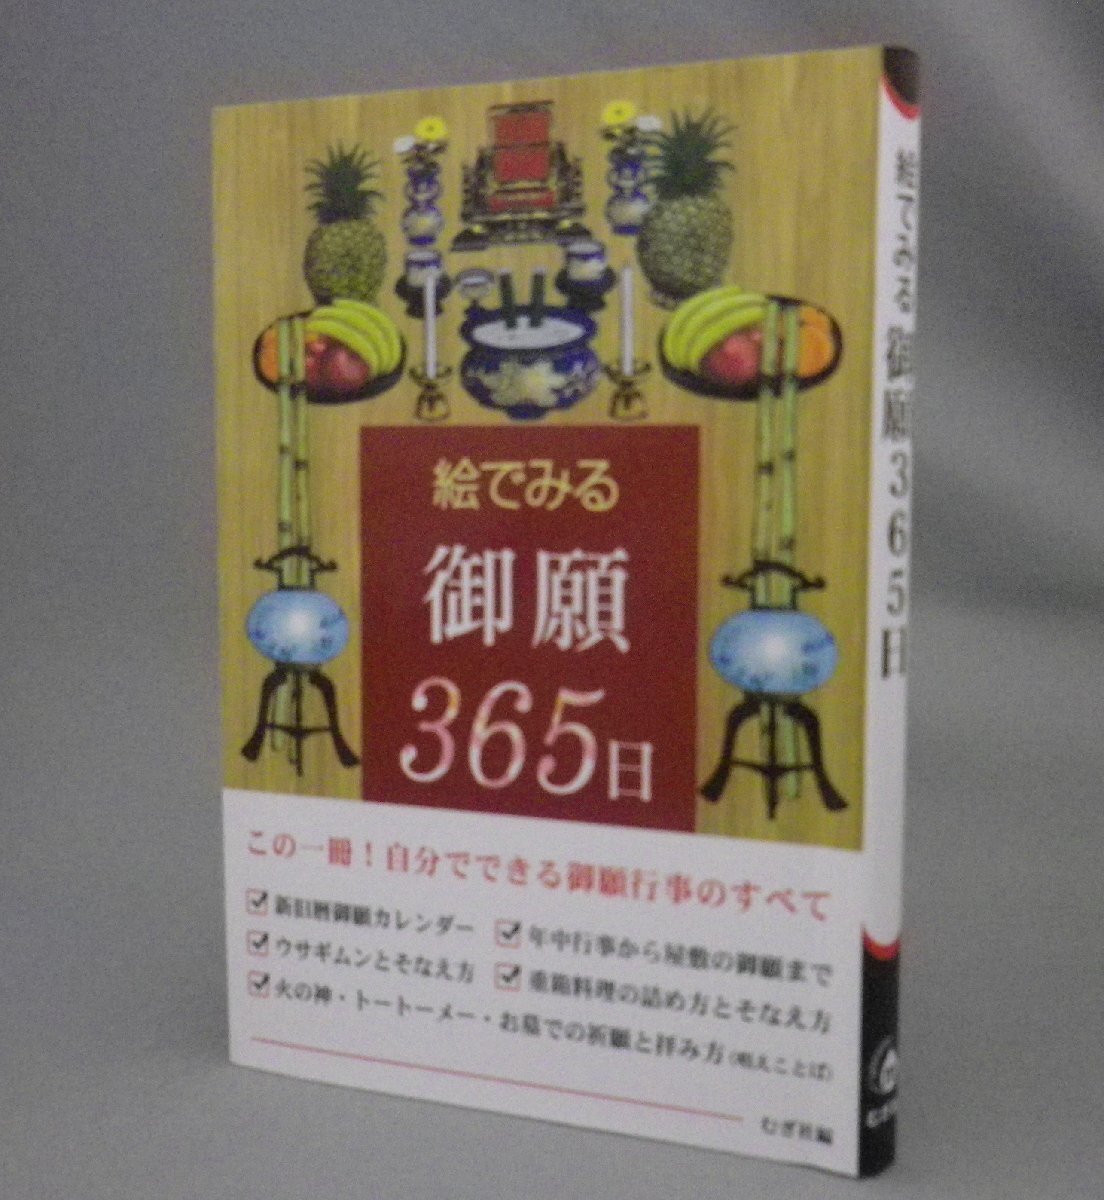 絵でみる
御願
365日
この一冊！自分でできる御願行事のすべて
新旧暦御願カレンダー
年中行事から屋敷の御願まで
ウサギムンとそなえ方
重箱料理の詰め方とそなえ方
火の神・トートーメー・お墓での祈願と拝み方(唱えことば)
むぎ社編
絵でみる 御願365日